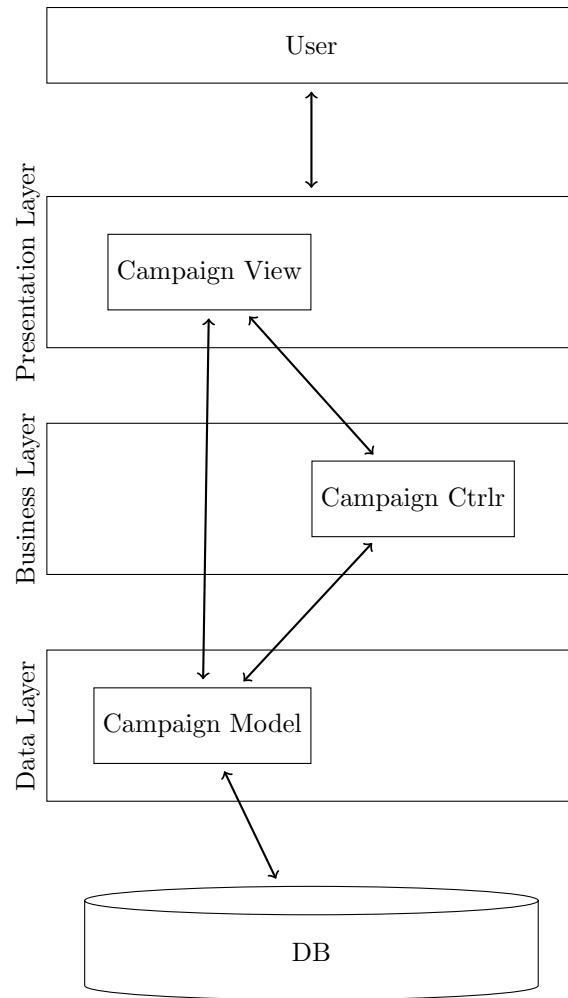 User
Presentation Layer
Campaign View
Business Layer
Campaign Ctrlr
Data Layer
Campaign Model
DB